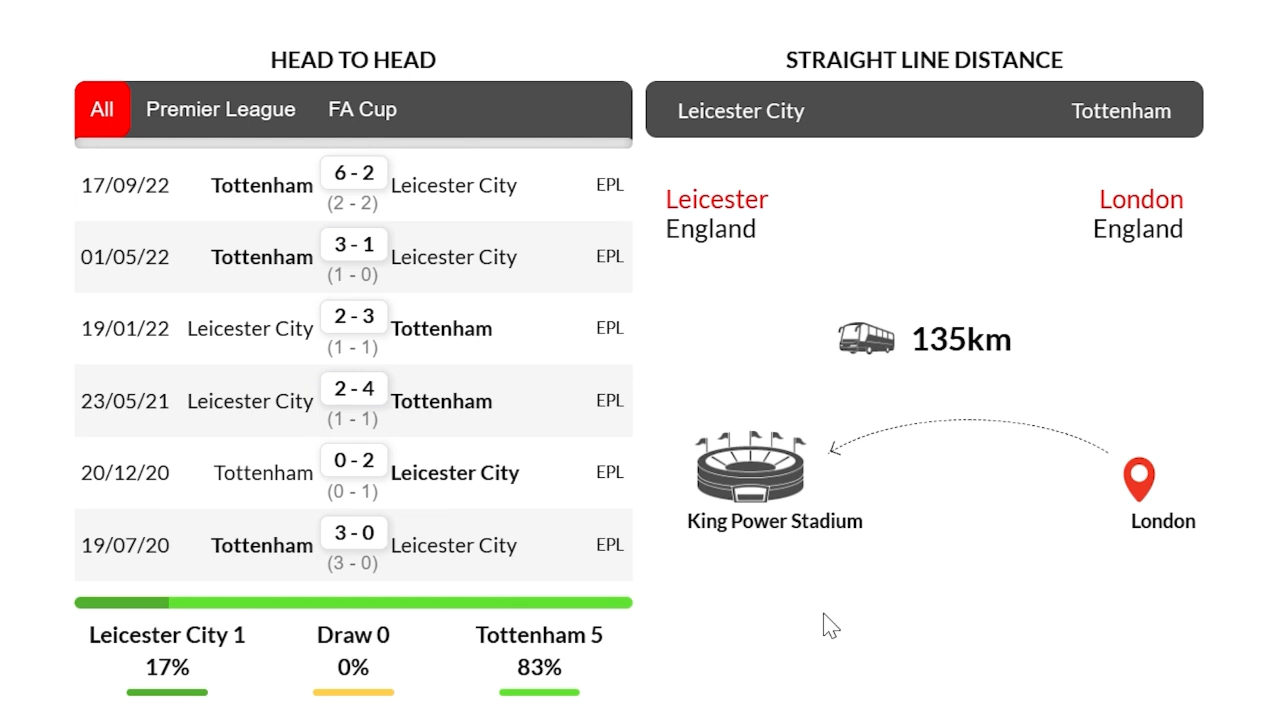 HEAD TO HEAD
All Premier League FA Cup
17/09/22 Tottenham 6 - 2 Leicester City EPL
(2 - 2)
01/05/22 Tottenham 3 - 1 Leicester City EPL
(1 - 0)
19/01/22 Leicester City 2 - 3 Tottenham EPL
(1 - 1)
23/05/21 Leicester City 2 - 4 Tottenham EPL
(1 - 1)
20/12/20 Tottenham 0 - 2 Leicester City EPL
(0 - 1)
19/07/20 Tottenham 3 - 0 Leicester City EPL
(3 - 0)
Leicester City 1 Draw 0 Tottenham 5
17% 0% 83%
STRAIGHT LINE DISTANCE
Leicester City Tottenham
Leicester London
England England
135km
King Power Stadium London